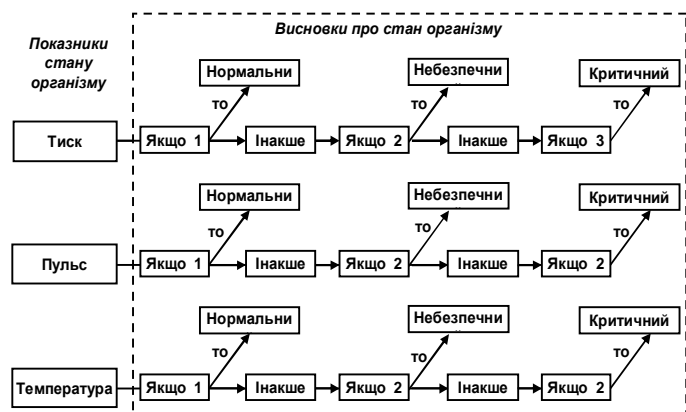 Показники
стану
організму
Висновки про стан організму
Нормальни
Небезпечни
Критичний
то
то
то
Тиск
Якщо 1
Інакше
Якщо 2
Інакше
Якщо 3
Нормальни
Небезпечни
Критичний
то
то
то
Пульс
Якщо 1
Інакше
Якщо 2
Інакше
Якщо 2
Нормальни
Небезпечни
Критичний
то
то
то
Температура
Якщо 1
Інакше
Якщо 2
Інакше
Якщо 2